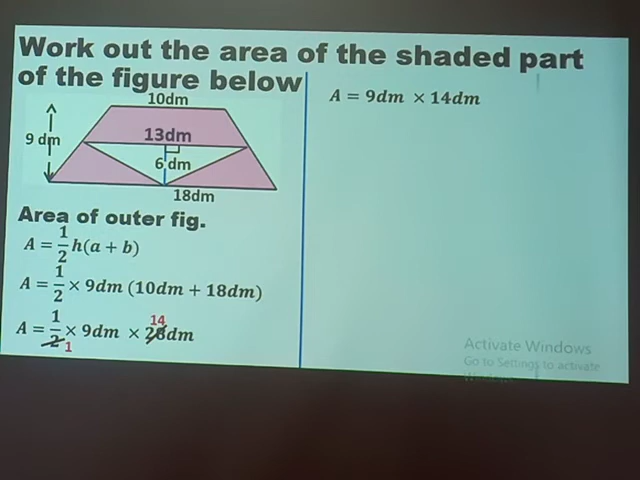 Work out the area of the shaded part
of the figure below
10dm
9 dm
13dm
6 dm
18dm
Area of outer fig.
A = 1/2 h(a + b)
A = 1/2 × 9dm (10dm + 18dm)
14
A = 1/2 × 9dm × 28dm
1
A = 9dm × 14dm
Activate Windows
Go to Settings to activate
Windows.